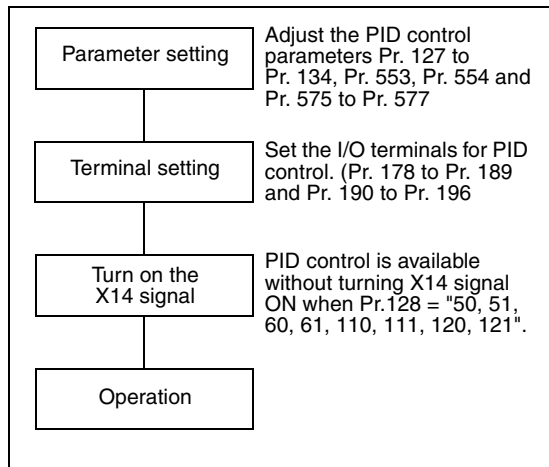 Parameter setting
Adjust the PID control
parameters Pr. 127 to
Pr. 134, Pr. 553, Pr. 554 and
Pr. 575 to Pr. 577
Terminal setting
Set the I/O terminals for PID
control. (Pr. 178 to Pr. 189
and Pr. 190 to Pr. 196
Turn on the
X14 signal
PID control is available
without turning X14 signal
ON when Pr.128 = "50, 51,
60, 61, 110, 111, 120, 121".
Operation